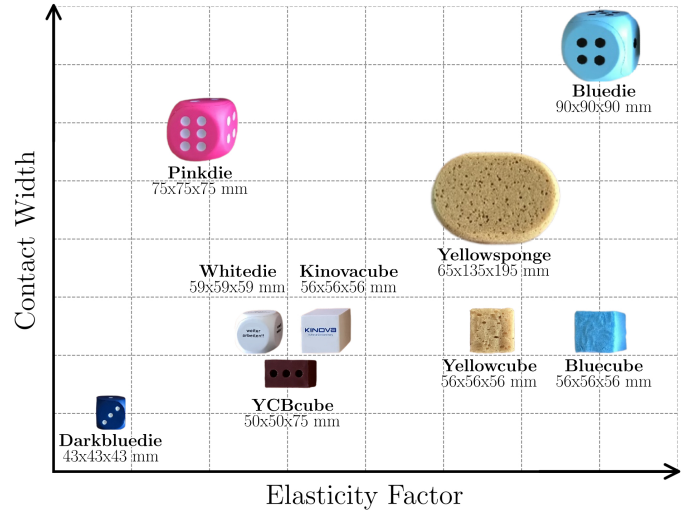 Bluedie
90x90x90 mm
Pinkdie
75x75x75 mm
Yellowsponge
65x135x195 mm
Whitedie
59x59x59 mm
Kinovacube
56x56x56 mm
KINOVA
Yellowcube
56x56x56 mm
Bluecube
56x56x56 mm
YCBcube
50x50x75 mm
Darkbluedie
43x43x43 mm
Contact Width
Elasticity Factor